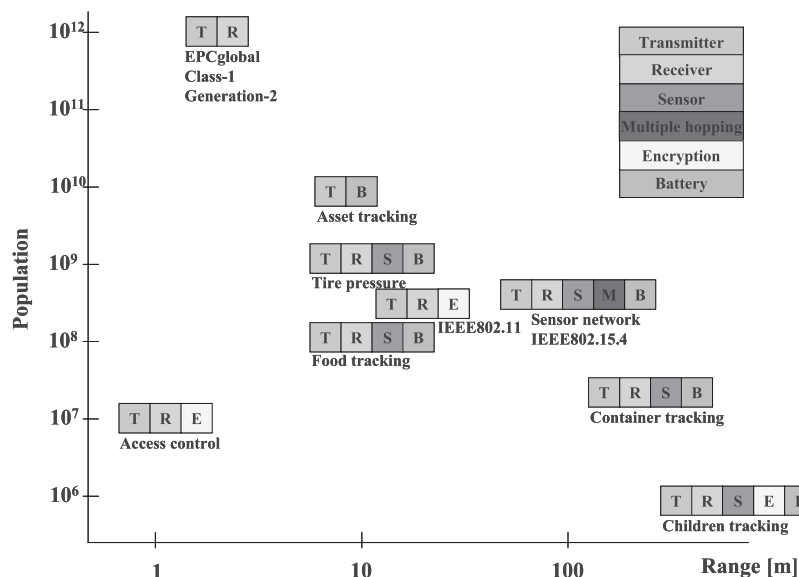 10¹²
T R
EPCglobal
Class-1
Generation-2
Transmitter
Receiver
Sensor
Multiple hopping
Encryption
Battery
10¹¹
10¹⁰
T B
Asset tracking
Population
10⁹
T R S B
Tire pressure
T R E
IEEE802.11
T R S M B
Sensor network
IEEE802.15.4
10⁸
T R S B
Food tracking
T R S B
Container tracking
10⁷
T R E
Access control
10⁶
T R S E
Children tracking
1
10
100
Range [m]